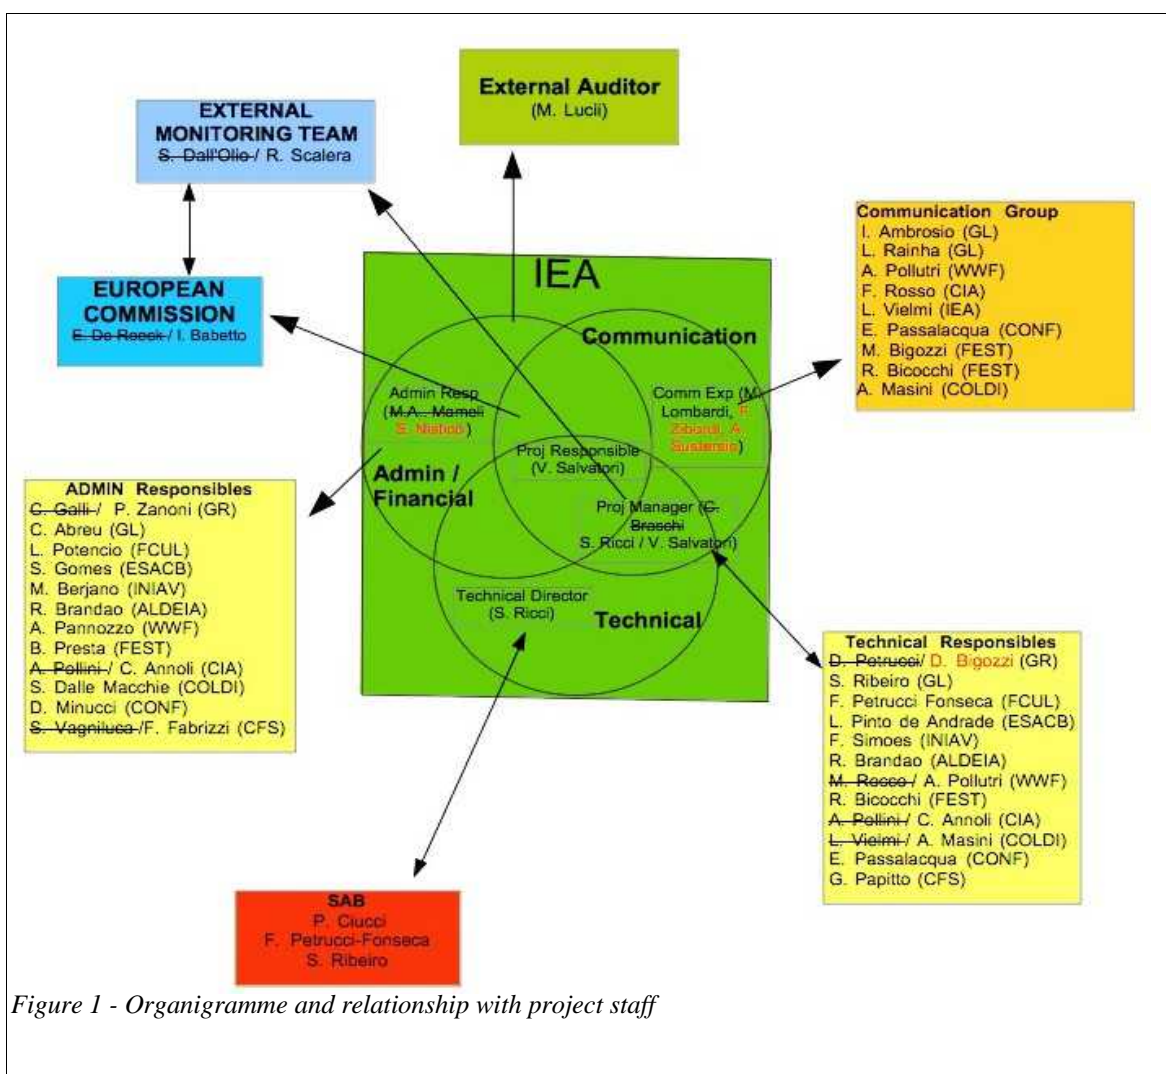 External Auditor
(M. Lucii)
EXTERNAL
MONITORING TEAM
S. Dall'Olio / R. Scalera
Communication Group
I. Ambrosio (GL)
L. Rainha (GL)
A. Pollutri (WWF)
F. Rosso (CIA)
L. Vielmi (IEA)
E. Passalacqua (CONF)
M. Bigozzi (FEST)
R. Bicocchi (FEST)
A. Masini (COLDI)
EUROPEAN
COMMISSION
E. De Roeck / I. Babetto
IEA
Communication
Admin Resp
(M.A.. Mameli
S. Nistico)
Comm Exp (M.
Lombardi, F.
Zibordi, A.
)
Proj Responsible
(V. Salvatori)
Admin /
Financial
Proj Manager (C.
Braschi
S. Ricci / V. Salvatori)
Technical Director
(S. Ricci)
Technical
ADMIN Responsibles
C. Galli / P. Zanoni (GR)
C. Abreu (GL)
L. Potencio (FCUL)
S. Gomes (ESACB)
M. Berjano (INIAV)
R. Brandao (ALDEIA)
A. Pannozzo (WWF)
B. Presta (FEST)
A. Pollini / C. Annoli (CIA)
S. Dalle Macchie (COLDI)
D. Minucci (CONF)
S. Vagniluca /F. Fabrizzi (CFS)
Technical Responsibles
D. Petrucci/ D. Bigozzi (GR)
S. Ribeiro (GL)
F. Petrucci Fonseca (FCUL)
L. Pinto de Andrade (ESACB)
F. Simoes (INIAV)
R. Brandao (ALDEIA)
M. Rocco / A. Pollutri (WWF)
R. Bicocchi (FEST)
A. Pollini / C. Annoli (CIA)
L. Vielmi / A. Masini (COLDI)
E. Passalacqua (CONF)
G. Papitto (CFS)
SAB
P. Ciucci
F. Petrucci-Fonseca
S. Ribeiro
Figure 1 - Organigramme and relationship with project staff